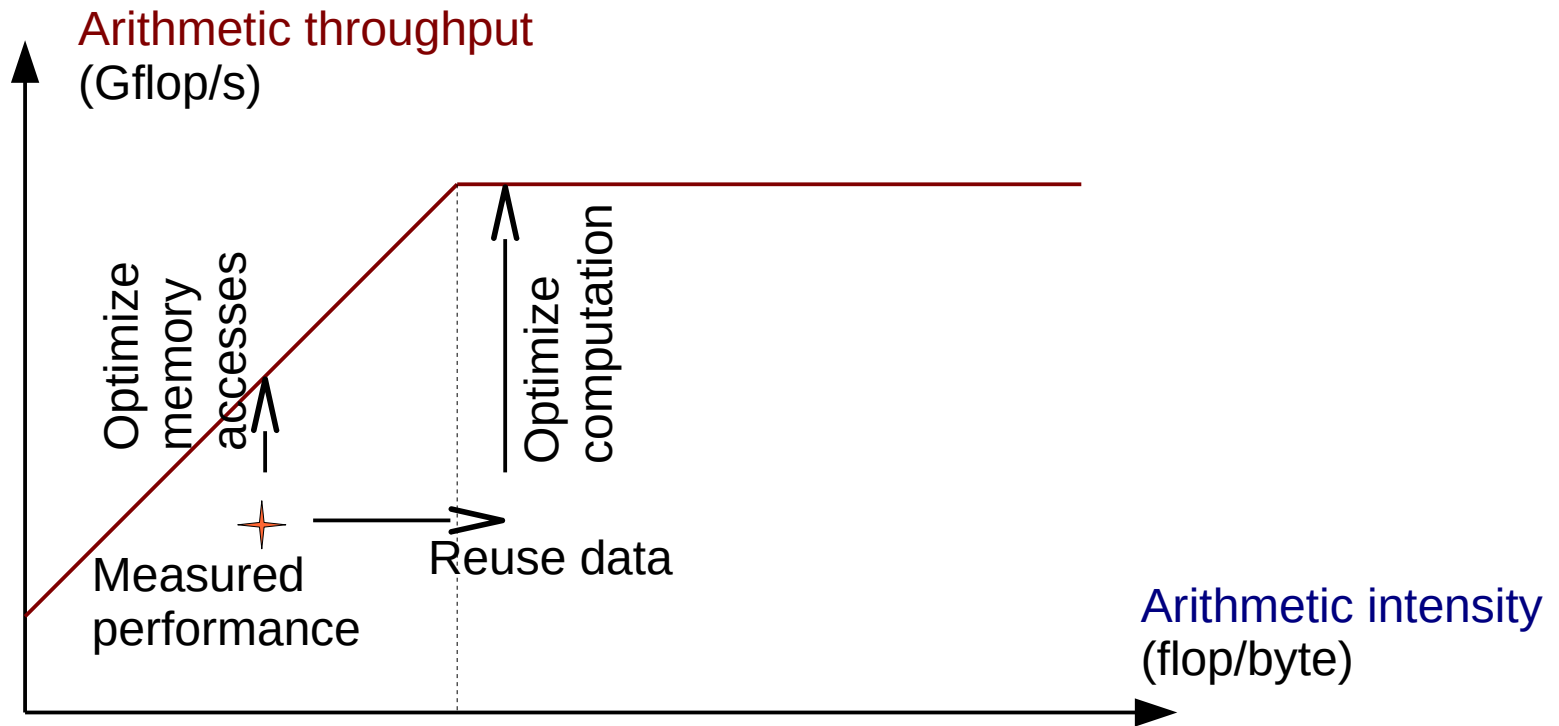 Arithmetic throughput
(Gflop/s)
Optimize
memory
accesses
Optimize
computation
Measured
performance
Reuse data
Arithmetic intensity
(flop/byte)